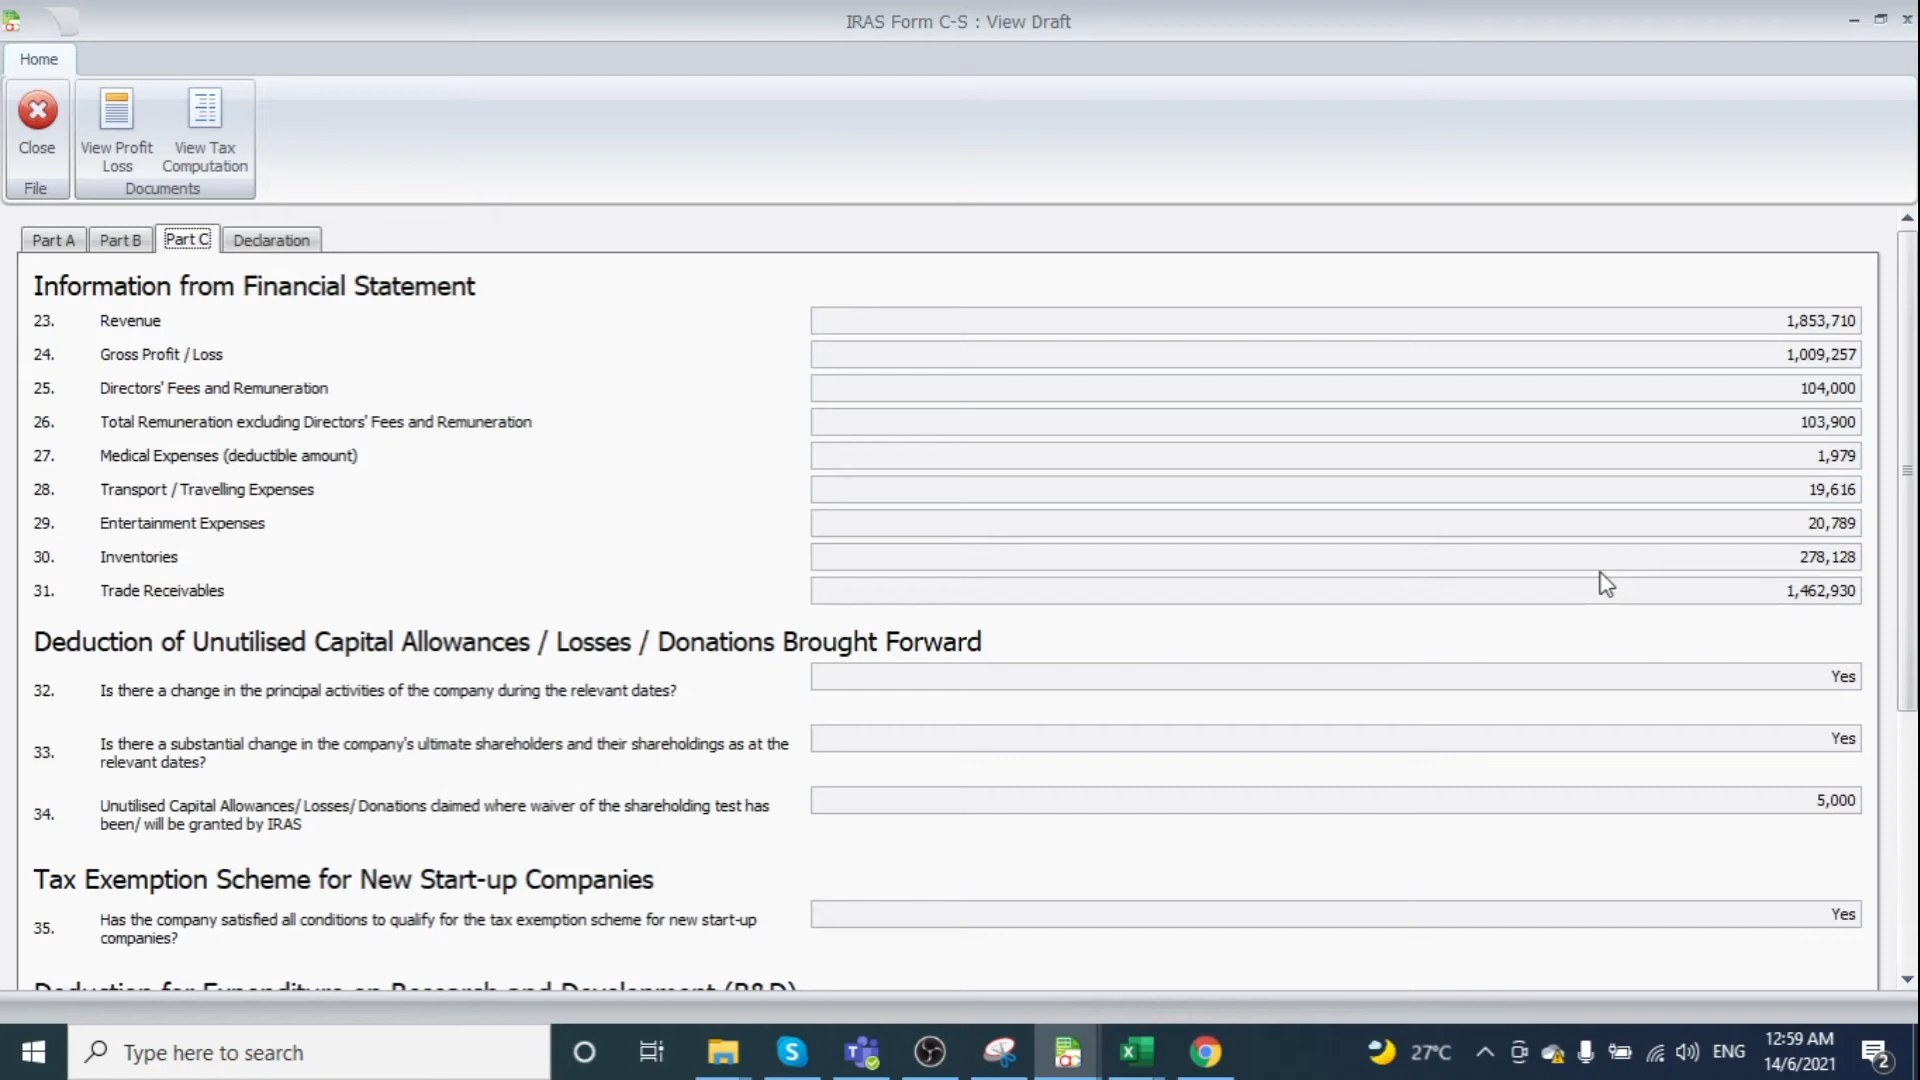 IRAS Form C-S : View Draft
Home
Close
View Profit
Loss
View Tax
Computation
File
Documents
Part A
Part B
Part C
Declaration
Information from Financial Statement
23. Revenue 1,853,710
24. Gross Profit / Loss 1,009,257
25. Directors' Fees and Remuneration 104,000
26. Total Remuneration excluding Directors' Fees and Remuneration 103,900
27. Medical Expenses (deductible amount) 1,979
28. Transport / Travelling Expenses 19,616
29. Entertainment Expenses 20,789
30. Inventories 278,128
31. Trade Receivables 1,462,930
Deduction of Unutilised Capital Allowances / Losses / Donations Brought Forward
32. Is there a change in the principal activities of the company during the relevant dates? Yes
33. Is there a substantial change in the company's ultimate shareholders and their shareholdings as at the
relevant dates?
Yes
34. Unutilised Capital Allowances/ Losses/ Donations claimed where waiver of the shareholding test has
been/ will be granted by IRAS
5,000
Tax Exemption Scheme for New Start-up Companies
35. Has the company satisfied all conditions to qualify for the tax exemption scheme for new start-up
companies?
Yes
Deduction for Expenditure on Research and Development (R&D)
Type here to search
27°C
ENG
12:59 AM
14/6/2021
2